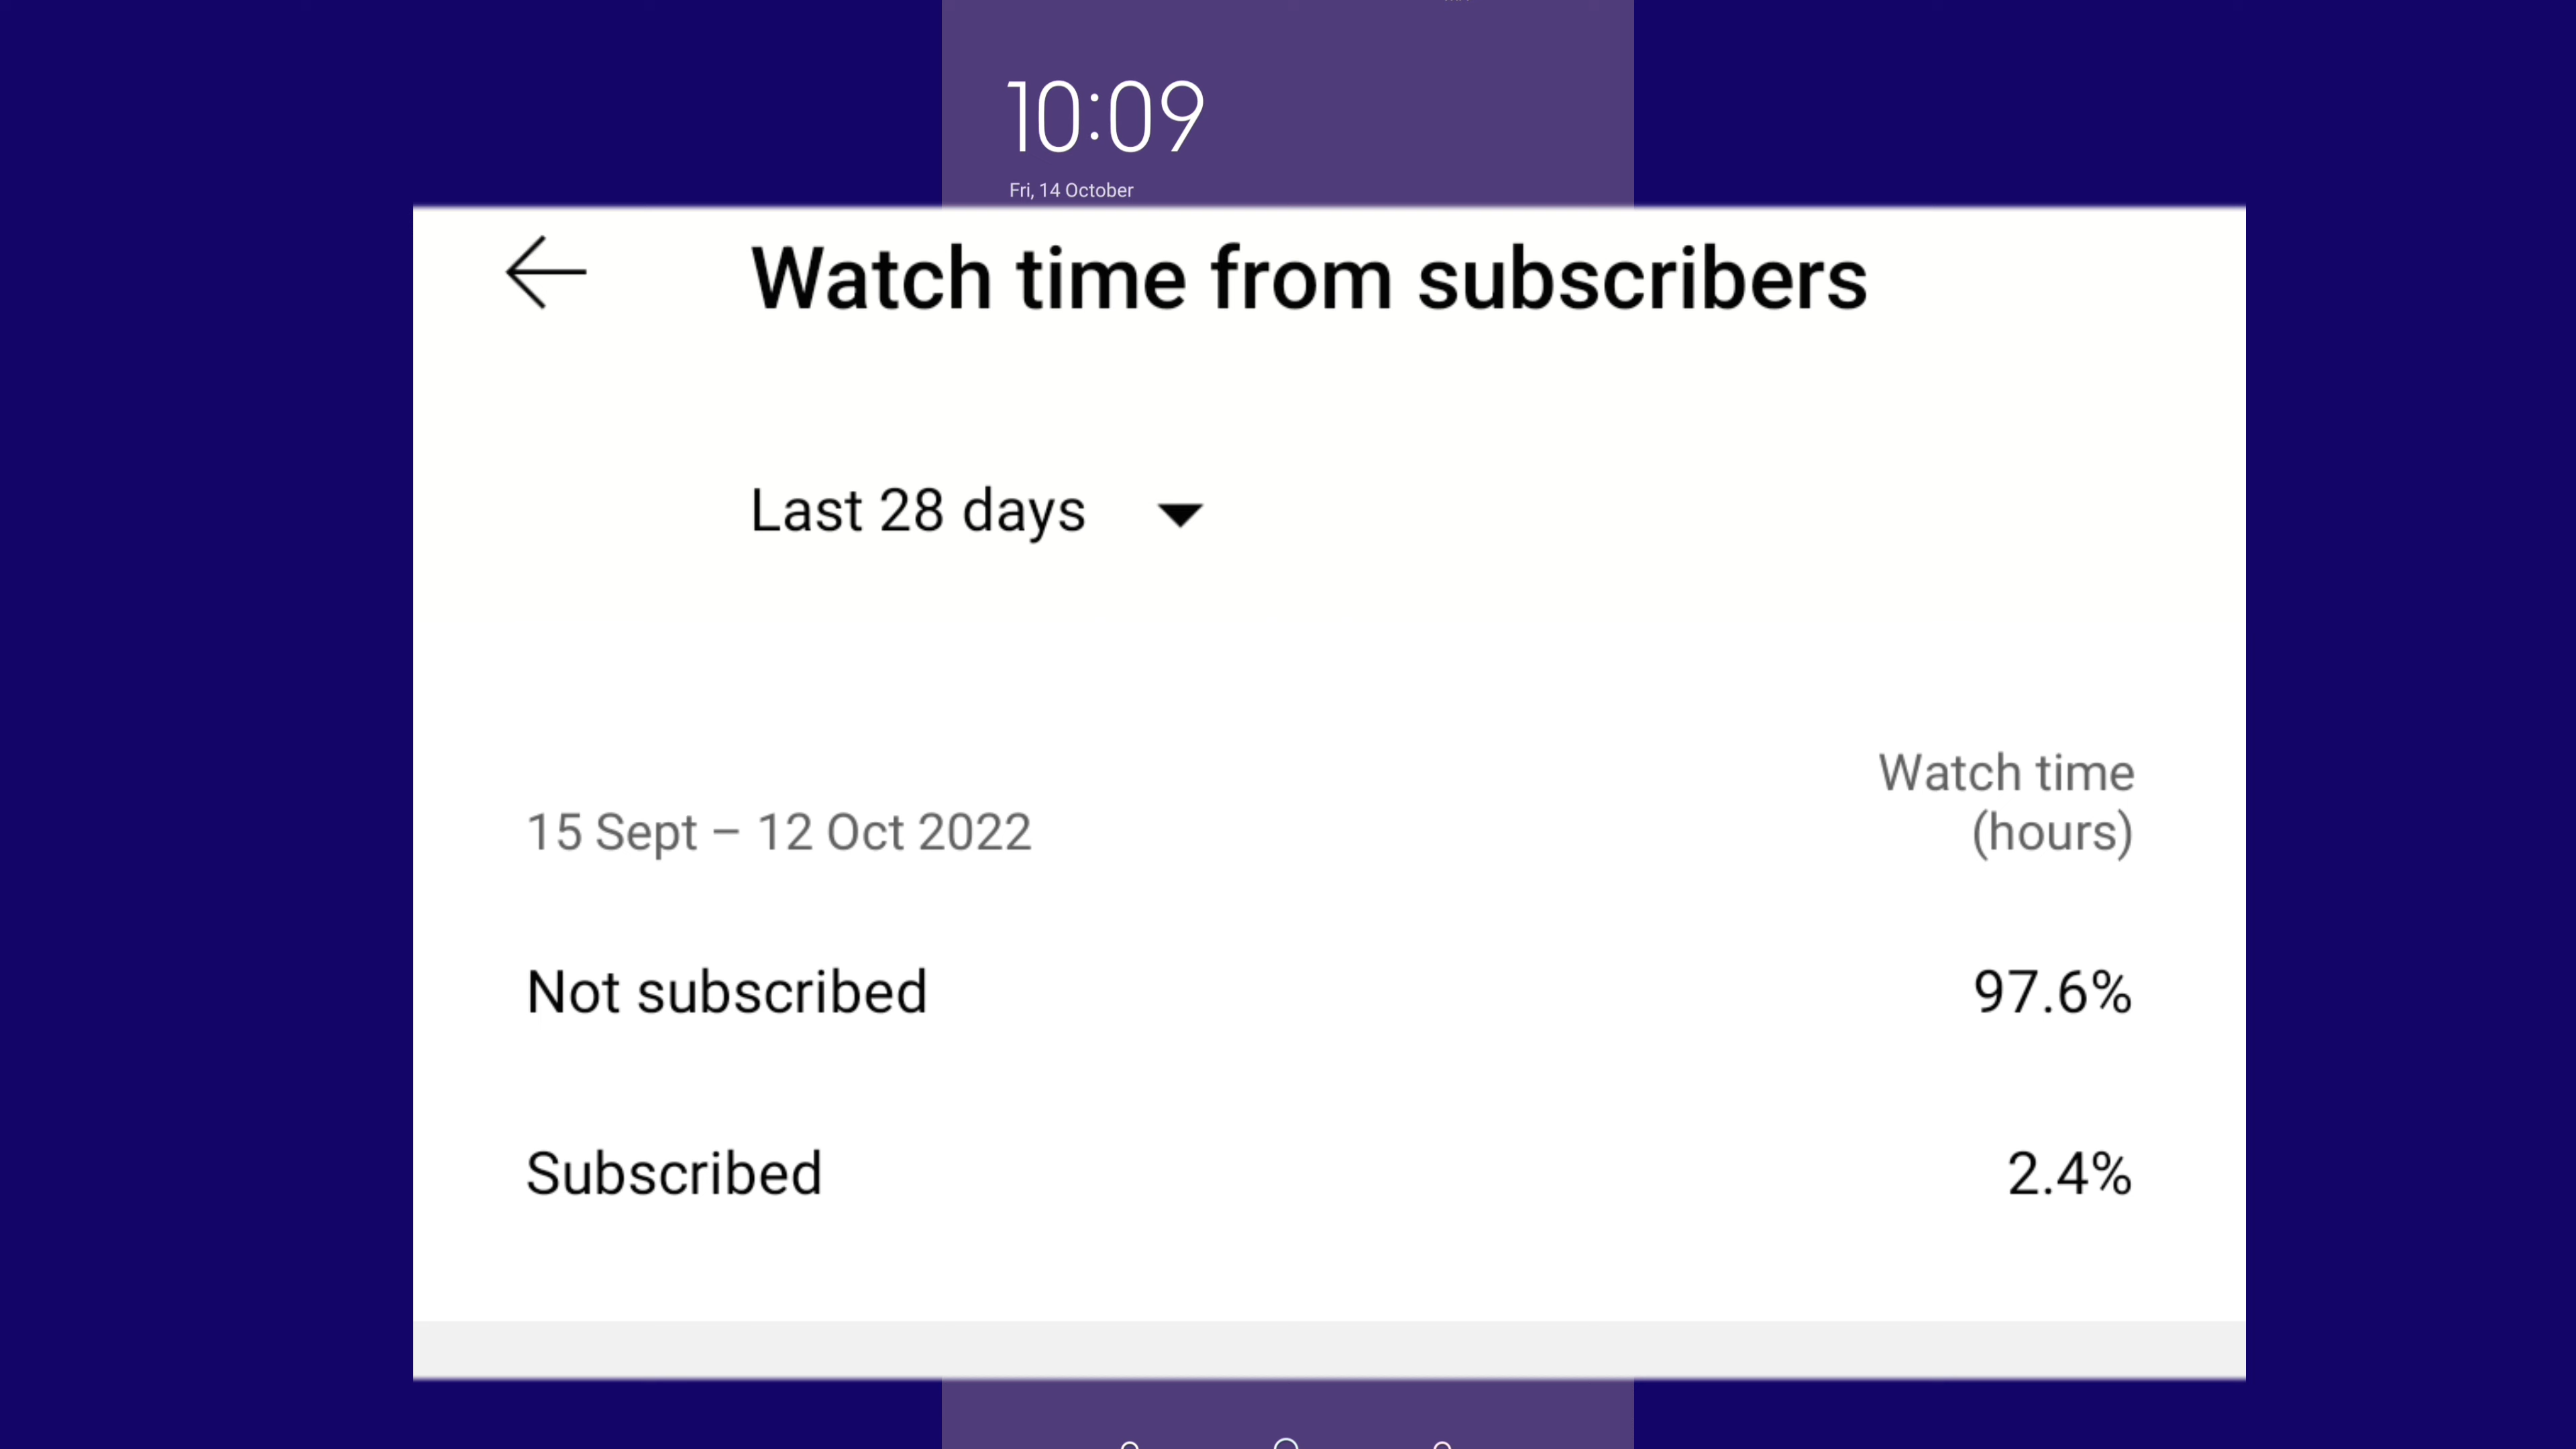 10:09
Fri, 14 October
Watch time from subscribers
Last 28 days
Watch time
(hours)
15 Sept – 12 Oct 2022
Not subscribed 97.6%
Subscribed 2.4%